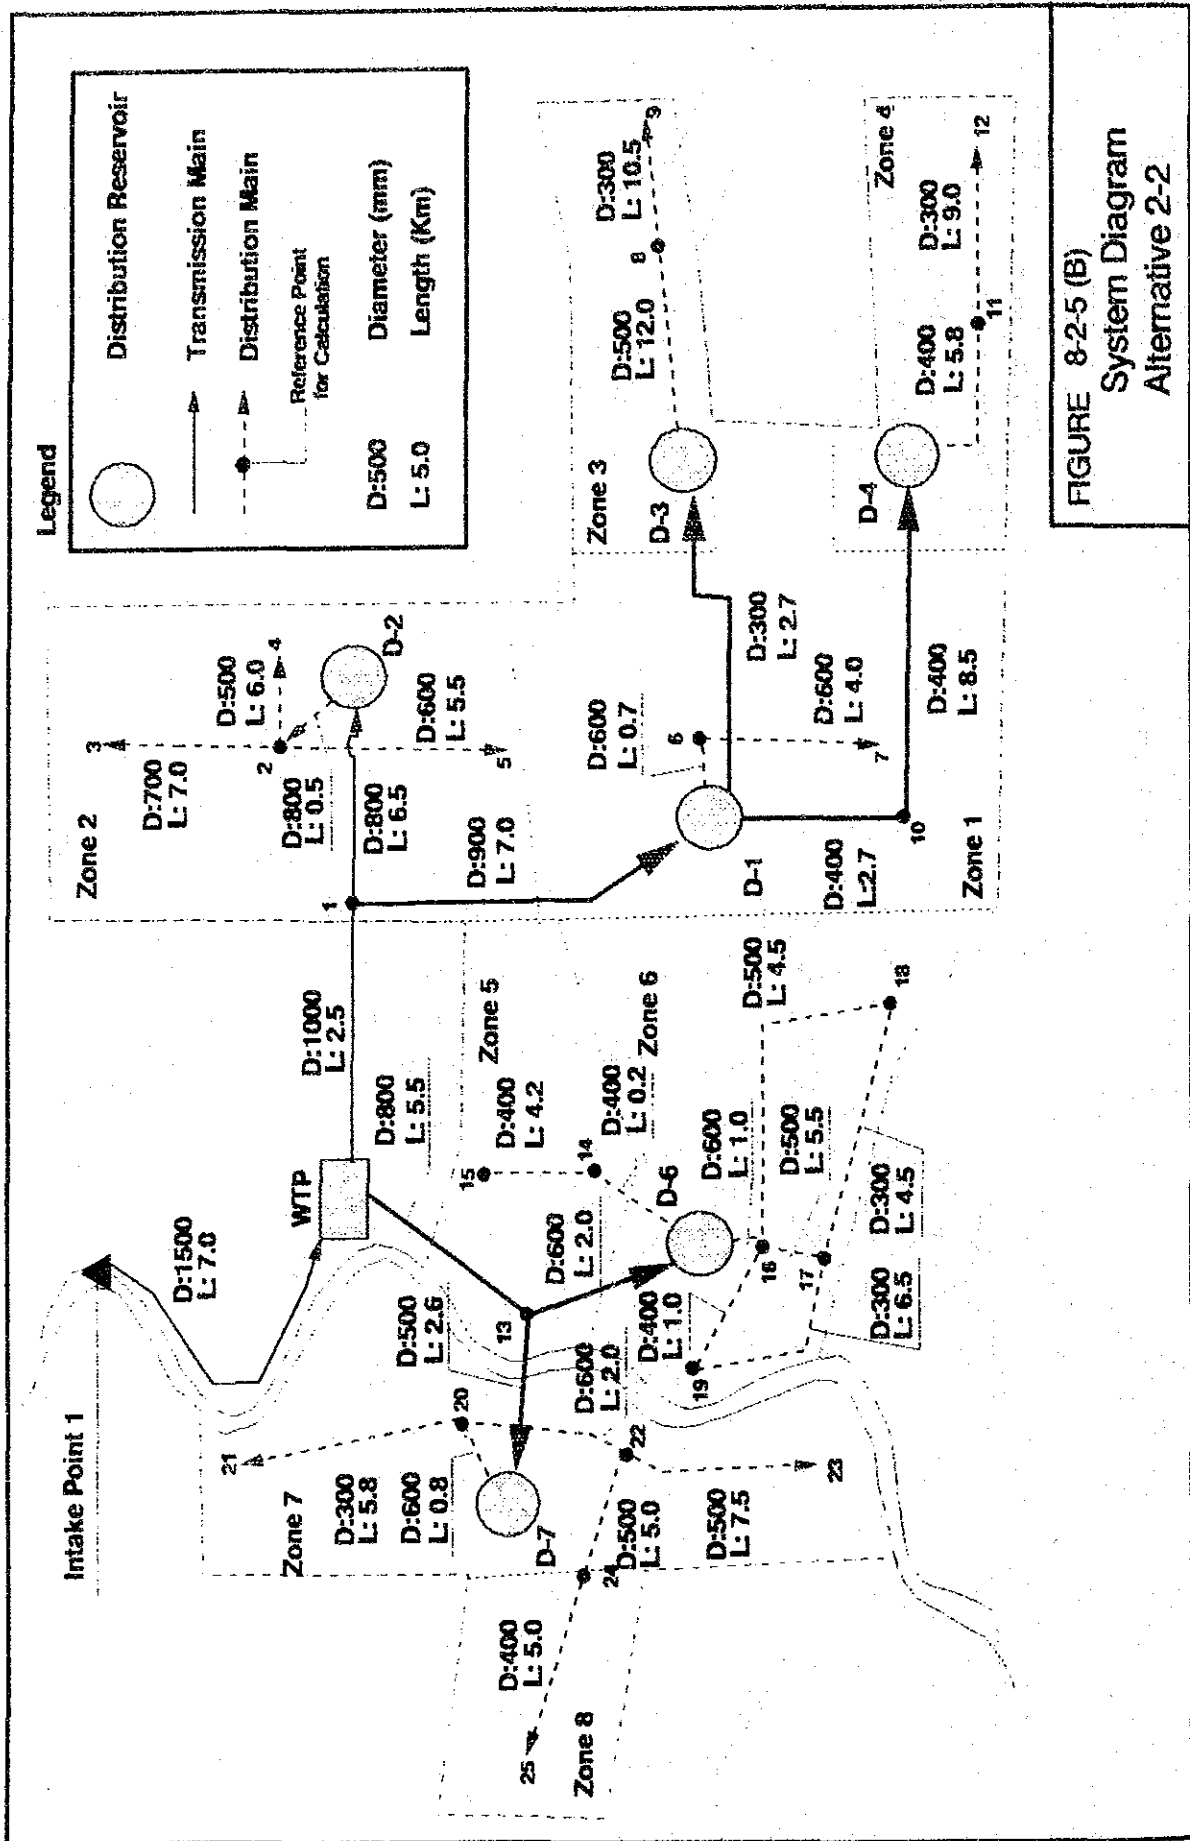 Legend
Distribution Reservoir
Transmission Main
Distribution Main
Reference Point
for Calculation
D:500 Diameter (mm)
L: 5.0 Length (Km)
Intake Point 1
D:1500
L: 7.0
WTP
D:1000
L: 2.5
1
Zone 2
3
D:700
L: 7.0
2
D:500
L: 6.0
4
D:800
L: 0.5
D-2
D:800
L: 6.5
D:600
L: 5.5
5
D:900
L: 7.0
Zone 3
D-3
D:500
L: 12.0
8
D:300
L: 10.5
9
D:300
L: 2.7
D:600
L: 0.7
6
D:600
L: 4.0
7
D-1
D:400
L:2.7
10
Zone 1
D:400
L: 8.5
D-4
D:400
L: 5.8
11
D:300
L: 9.0
12
Zone 4
D:800
L: 5.5
Zone 5
15
D:400
L: 4.2
14
D:400
L: 0.2
Zone 6
13
D:600
L: 2.0
D-6
D:600
L: 1.0
D:500
L: 4.5
18
D:500
L: 5.5
16
17
D:300
L: 4.5
D:300
L: 6.5
D:400
L: 1.0
19
D:500
L: 2.6
20
21
Zone 7
D:300
L: 5.8
D:600
L: 0.8
D-7
D:600
L: 2.0
22
23
D:500
L: 5.0
D:500
L: 7.5
24
D:400
L: 5.0
25
Zone 8
FIGURE 8-2-5 (B)
System Diagram
Alternative 2-2